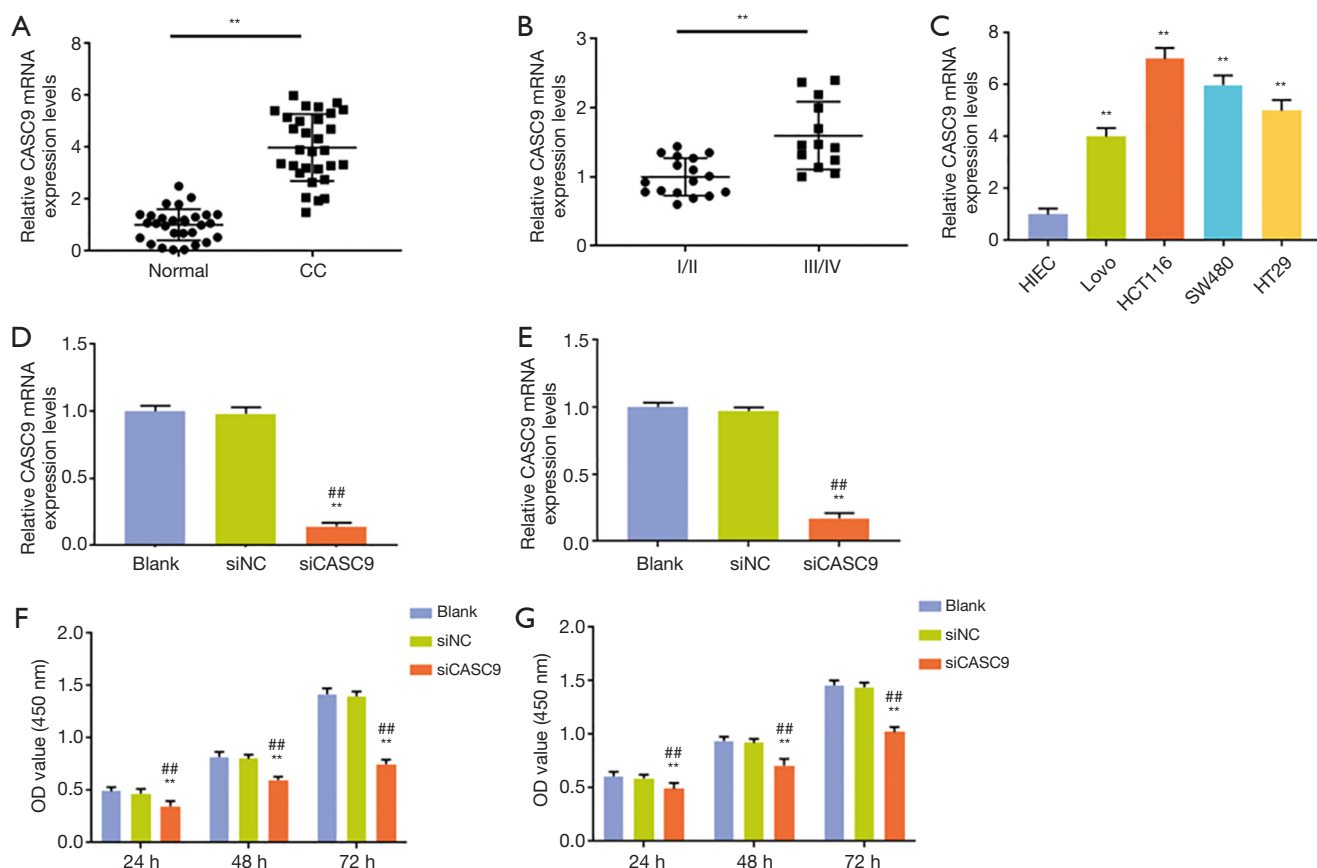 A
Relative CASC9 mRNA
expression levels
**
8
6
4
2
0
Normal
CC
B
Relative CASC9 mRNA
expression levels
**
3
2
1
0
I/II
III/IV
C
Relative CASC9 mRNA
expression levels
8
6
4
2
0
**
**
**
**
HIEC
Lovo
HCT116
SW480
HT29
D
Relative CASC9 mRNA
expression levels
1.5
1.0
0.5
0.0
##
**
Blank
siNC
siCASC9
E
Relative CASC9 mRNA
expression levels
1.5
1.0
0.5
0.0
##
**
Blank
siNC
siCASC9
F
OD value (450 nm)
2.0
1.5
1.0
0.5
0.0
##
**
##
**
##
**
24 h
48 h
72 h
Blank
siNC
siCASC9
G
OD value (450 nm)
2.0
1.5
1.0
0.5
0.0
##
**
##
**
##
**
24 h
48 h
72 h
Blank
siNC
siCASC9